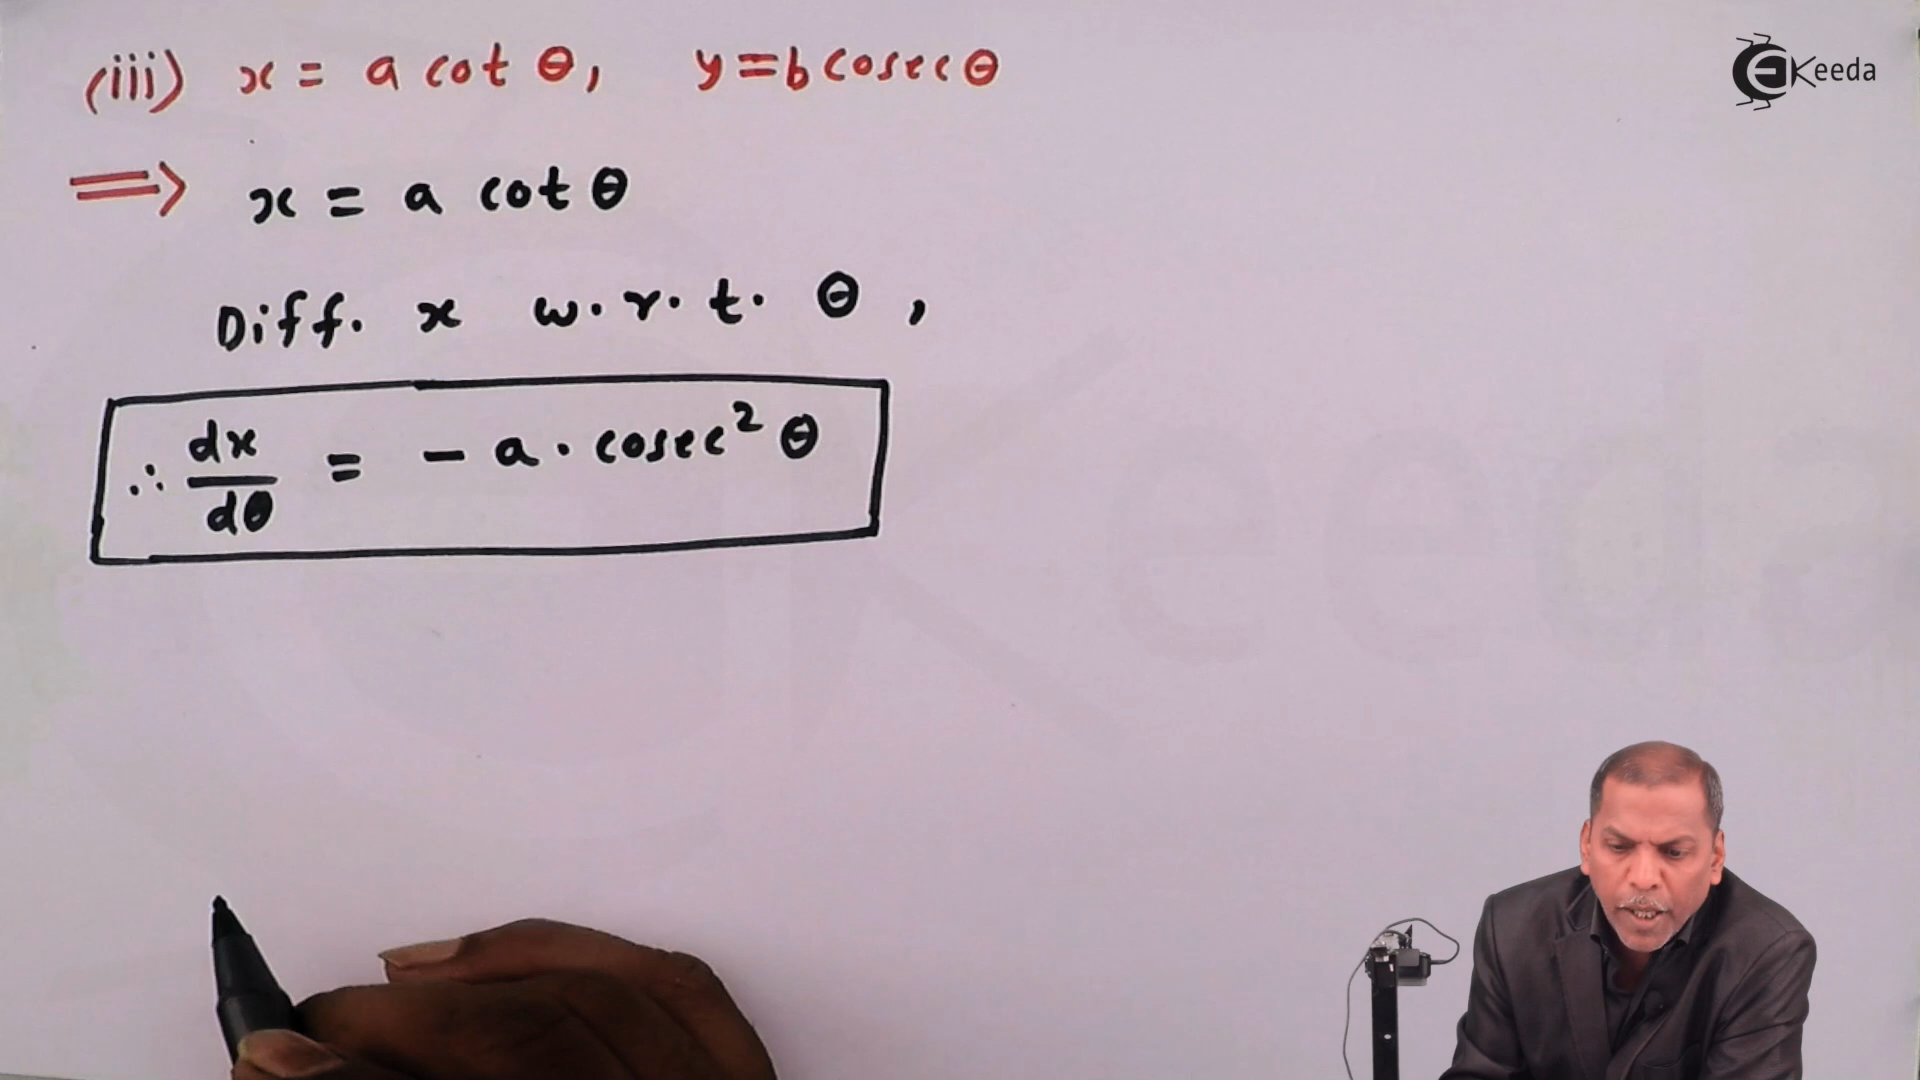 (iii) x = a cot θ, y = b cosec θ
Keeda
⟹ x = a cot θ
Diff. x w.r.t. θ ,
∴ dx/dθ = - a · cosec² θ